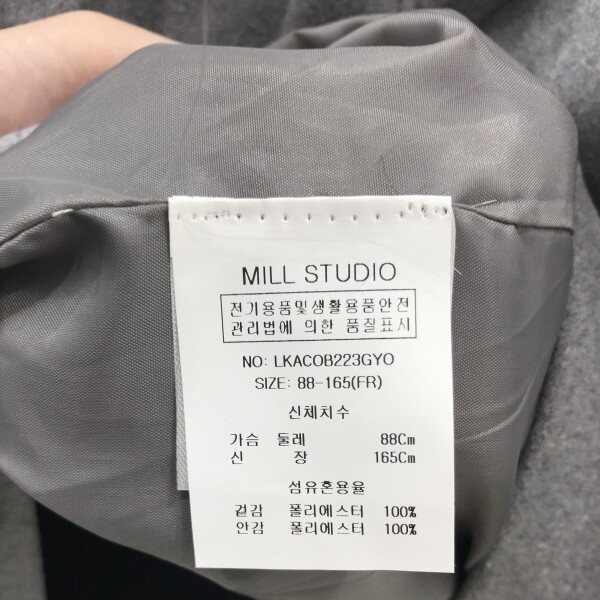 MILL STUDIO
전기용품및생활용품안전
관리법에 의한 품질표시
NO: LKACOB223GYO
SIZE: 88-165(FR)
신체치수
가슴 둘레 88Cm
신 장 165Cm
섬유혼용율
겉감 폴리에스터 100%
안감 폴리에스터 100%